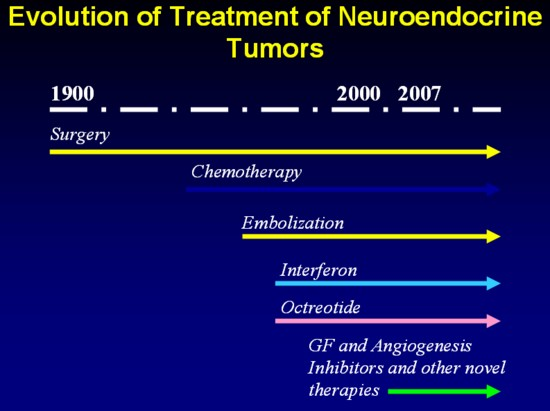 Evolution of Treatment of Neuroendocrine
Tumors
1900 2000 2007
Surgery
Chemotherapy
Embolization
Interferon
Octreotide
GF and Angiogenesis
Inhibitors and other novel
therapies